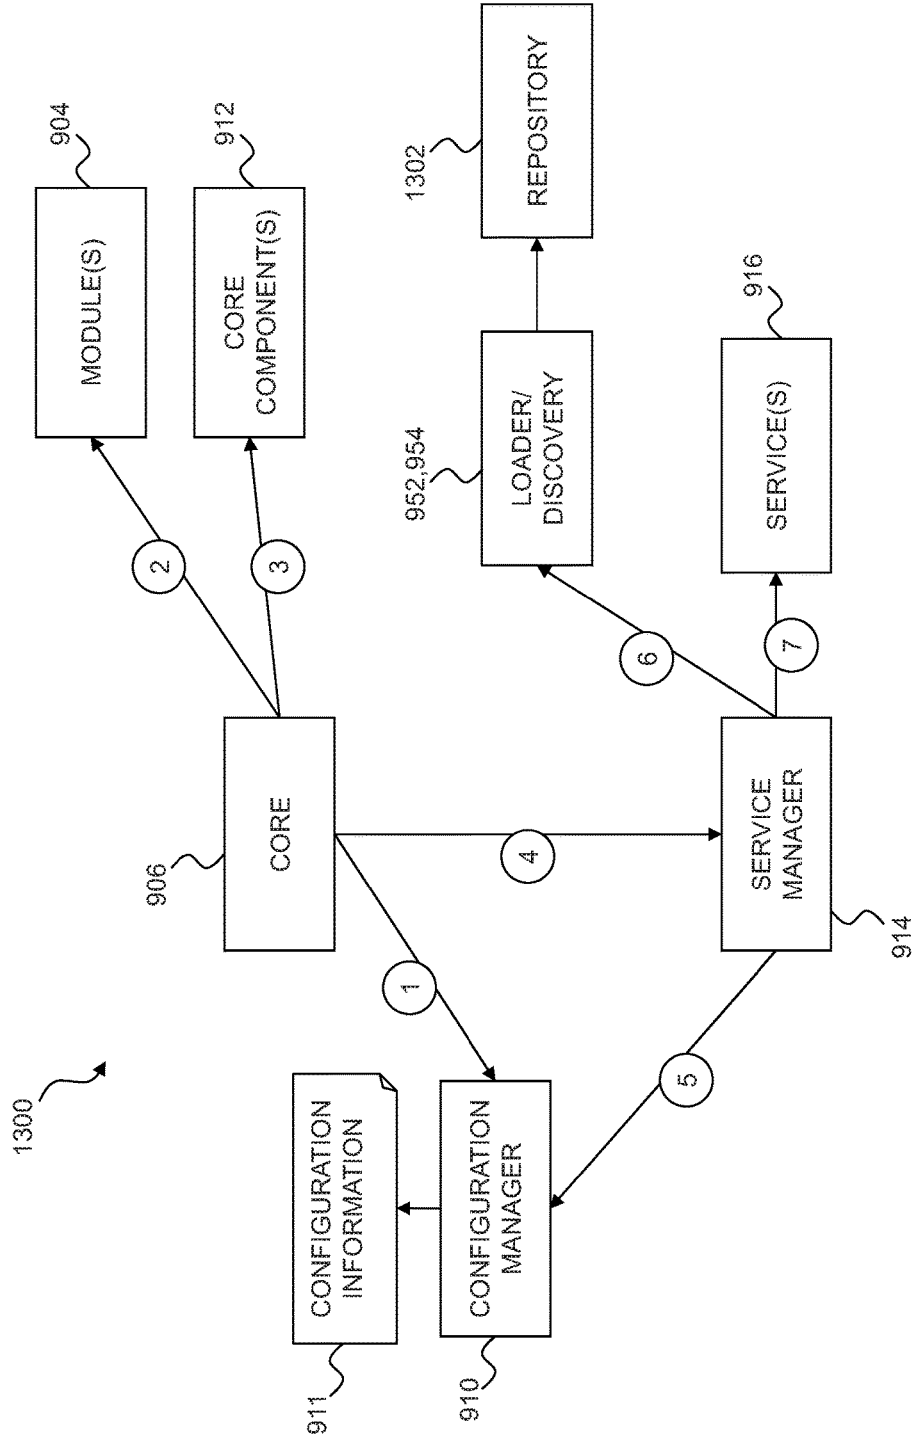 1300
MODULE(S)
904
CORE
COMPONENT(S)
912
2
3
906
CORE
1
CONFIGURATION
INFORMATION
911
CONFIGURATION
MANAGER
910
4
952,954
LOADER/
DISCOVERY
1302
REPOSITORY
5
6
SERVICE
MANAGER
914
7
SERVICE(S)
916